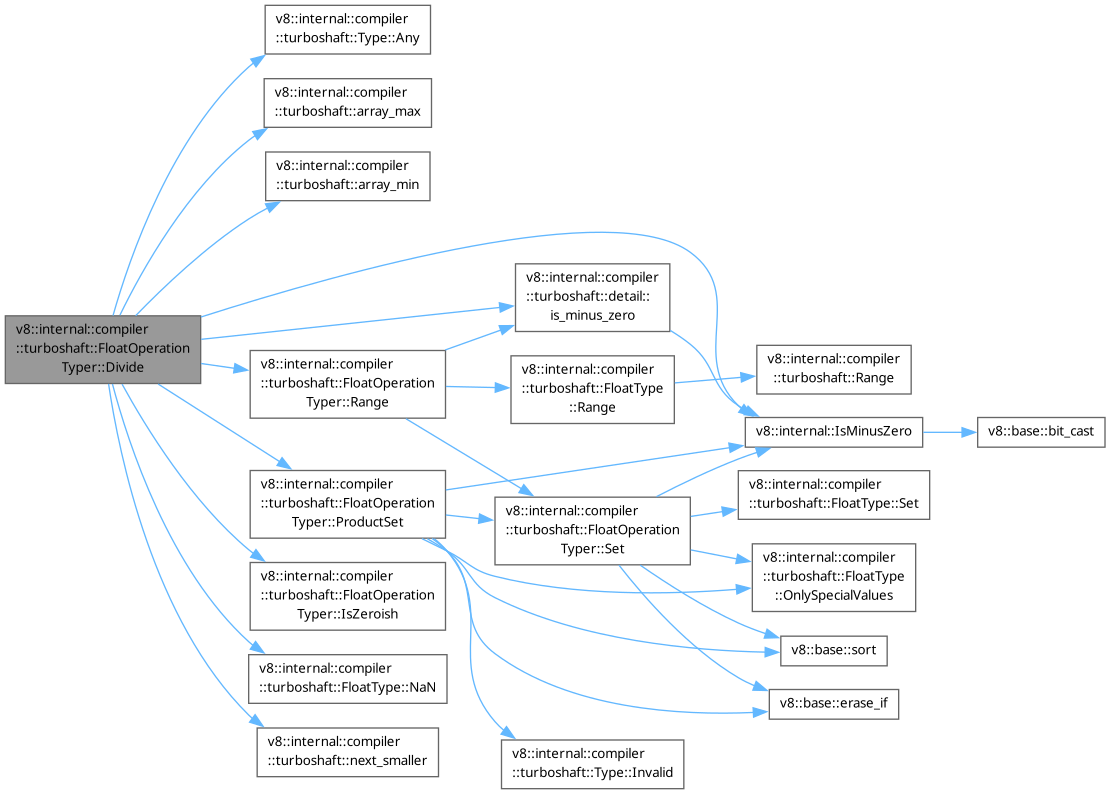 v8::internal::compiler
::turboshaft::Type::Any
v8::internal::compiler
::turboshaft::array_max
v8::internal::compiler
::turboshaft::array_min
v8::internal::compiler
::turboshaft::detail::
is_minus_zero
v8::internal::compiler
::turboshaft::FloatOperation
Typer::Divide
v8::internal::compiler
::turboshaft::FloatOperation
Typer::Range
v8::internal::compiler
::turboshaft::FloatType
::Range
v8::internal::compiler
::turboshaft::Range
v8::internal::IsMinusZero
v8::base::bit_cast
v8::internal::compiler
::turboshaft::FloatOperation
Typer::ProductSet
v8::internal::compiler
::turboshaft::FloatOperation
Typer::Set
v8::internal::compiler
::turboshaft::FloatType::Set
v8::internal::compiler
::turboshaft::FloatType
::OnlySpecialValues
v8::internal::compiler
::turboshaft::FloatOperation
Typer::IsZeroish
v8::base::sort
v8::internal::compiler
::turboshaft::FloatType::NaN
v8::base::erase_if
v8::internal::compiler
::turboshaft::next_smaller
v8::internal::compiler
::turboshaft::Type::Invalid